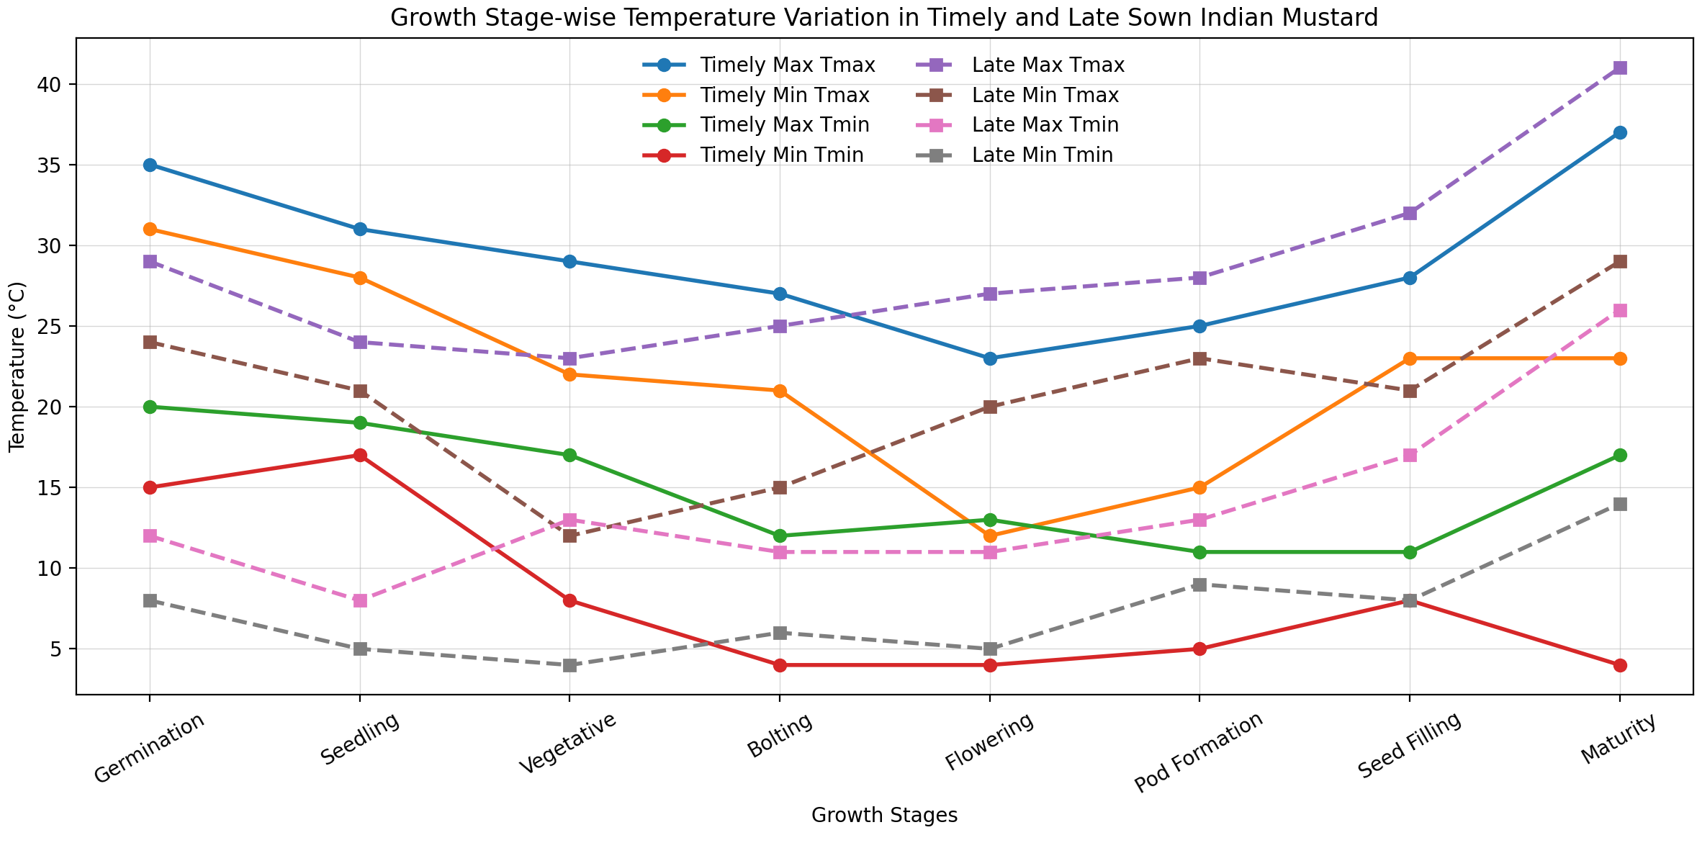 Growth Stage-wise Temperature Variation in Timely and Late Sown Indian Mustard
Timely Max Tmax
Timely Min Tmax
Timely Max Tmin
Timely Min Tmin
Late Max Tmax
Late Min Tmax
Late Max Tmin
Late Min Tmin
Temperature (°C)
40
35
30
25
20
15
10
5
Germination
Seedling
Vegetative
Bolting
Flowering
Pod Formation
Seed Filling
Maturity
Growth Stages